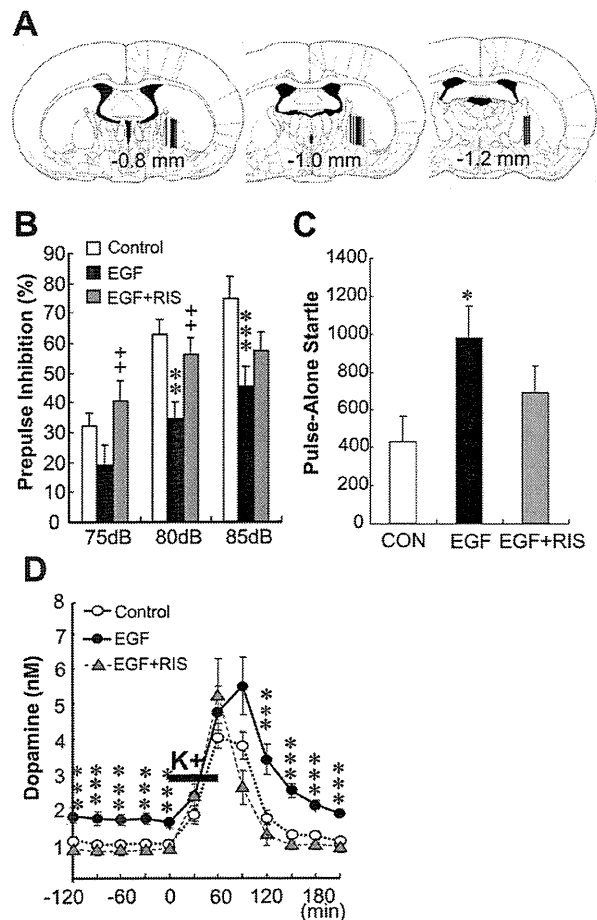 A
-0.8 mm
-1.0 mm
-1.2 mm
B
Control
EGF
EGF+RIS
Prepulse Inhibition (%)
90
80
70
60
50
40
30
20
10
0
++
**
++
***
75dB
80dB
85dB
C
Pulse-Alone Startle
1400
1200
1000
800
600
400
200
0
*
CON
EGF
EGF+RIS
D
Control
EGF
EGF+RIS
Dopamine (nM)
8
7
6
5
4
3
2
1
K+
***
***
***
***
***
***
***
***
***
-120
-60
0
60
120
180
(min)